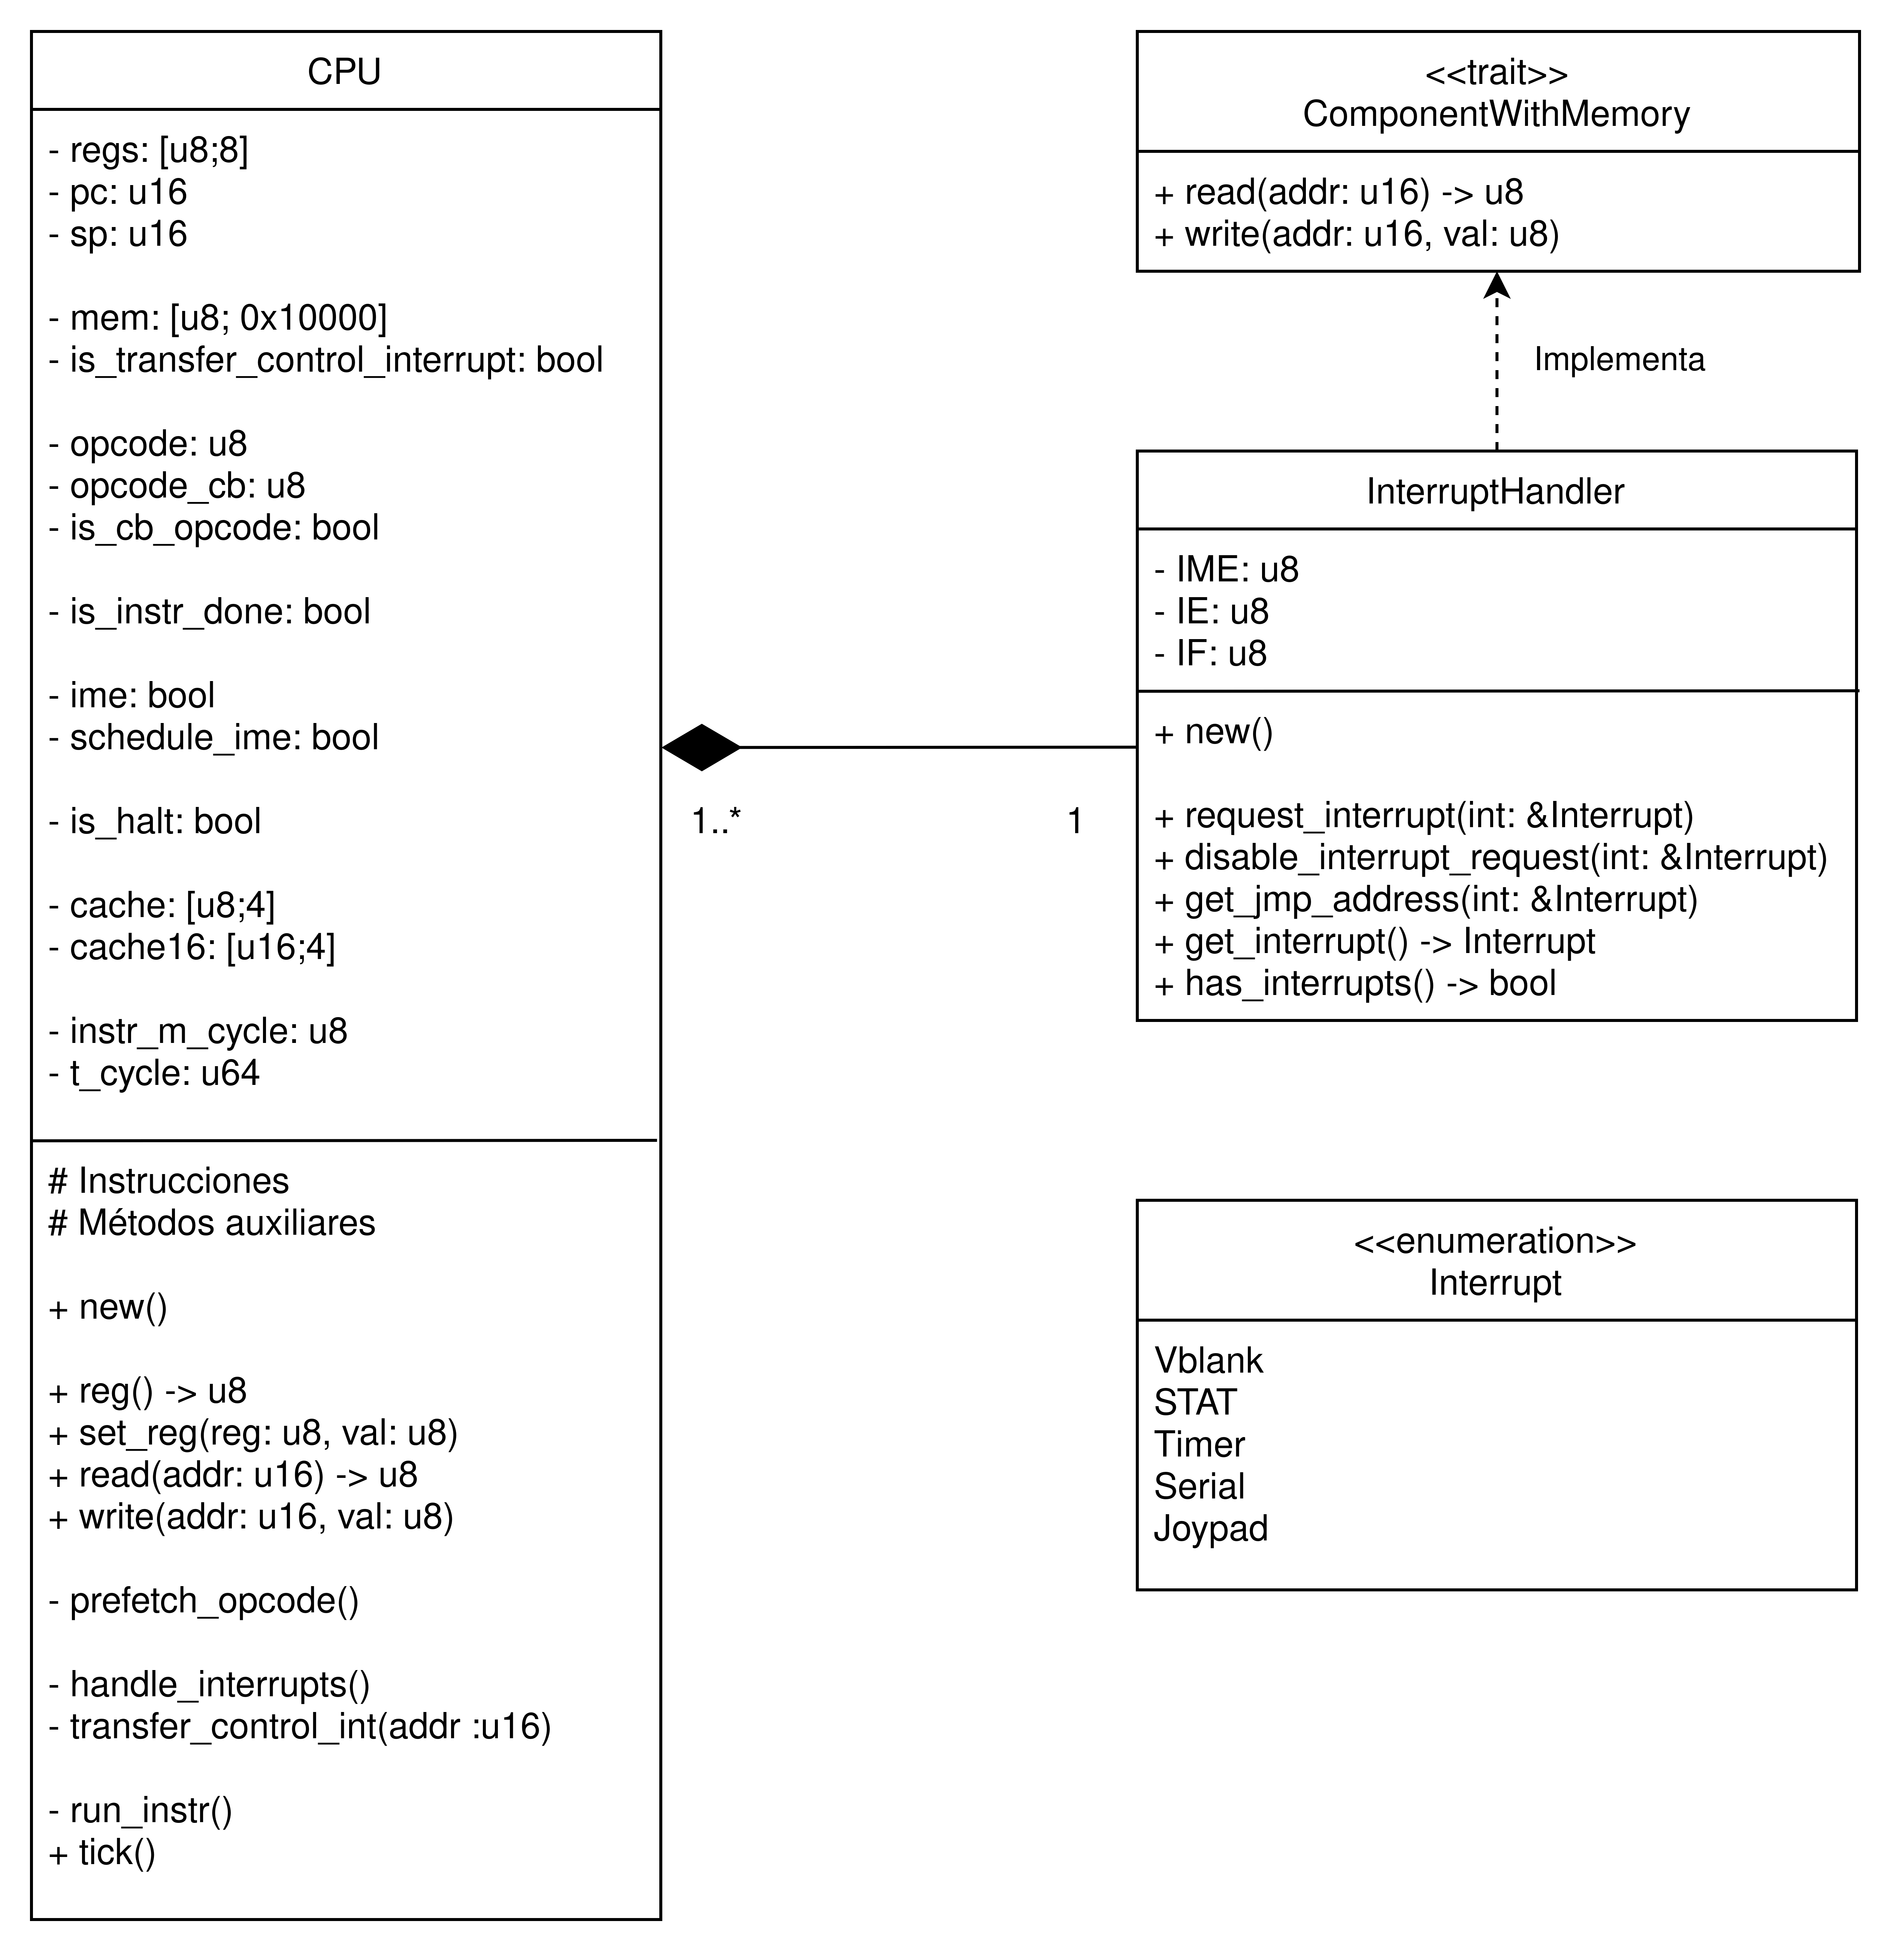 CPU
- regs: [u8;8]
- pc: u16
- sp: u16
- mem: [u8; 0x10000]
- is_transfer_control_interrupt: bool
- opcode: u8
- opcode_cb: u8
- is_cb_opcode: bool
- is_instr_done: bool
- ime: bool
- schedule_ime: bool
- is_halt: bool
- cache: [u8;4]
- cache16: [u16;4]
- instr_m_cycle: u8
- t_cycle: u64
# Instrucciones
# Métodos auxiliares
+ new()
+ reg() -> u8
+ set_reg(reg: u8, val: u8)
+ read(addr: u16) -> u8
+ write(addr: u16, val: u8)
- prefetch_opcode()
- handle_interrupts()
- transfer_control_int(addr :u16)
- run_instr()
+ tick()
1..*
1
<<trait>>
ComponentWithMemory
+ read(addr: u16) -> u8
+ write(addr: u16, val: u8)
Implementa
InterruptHandler
- IME: u8
- IE: u8
- IF: u8
+ new()
+ request_interrupt(int: &Interrupt)
+ disable_interrupt_request(int: &Interrupt)
+ get_jmp_address(int: &Interrupt)
+ get_interrupt() -> Interrupt
+ has_interrupts() -> bool
<<enumeration>>
Interrupt
Vblank
STAT
Timer
Serial
Joypad